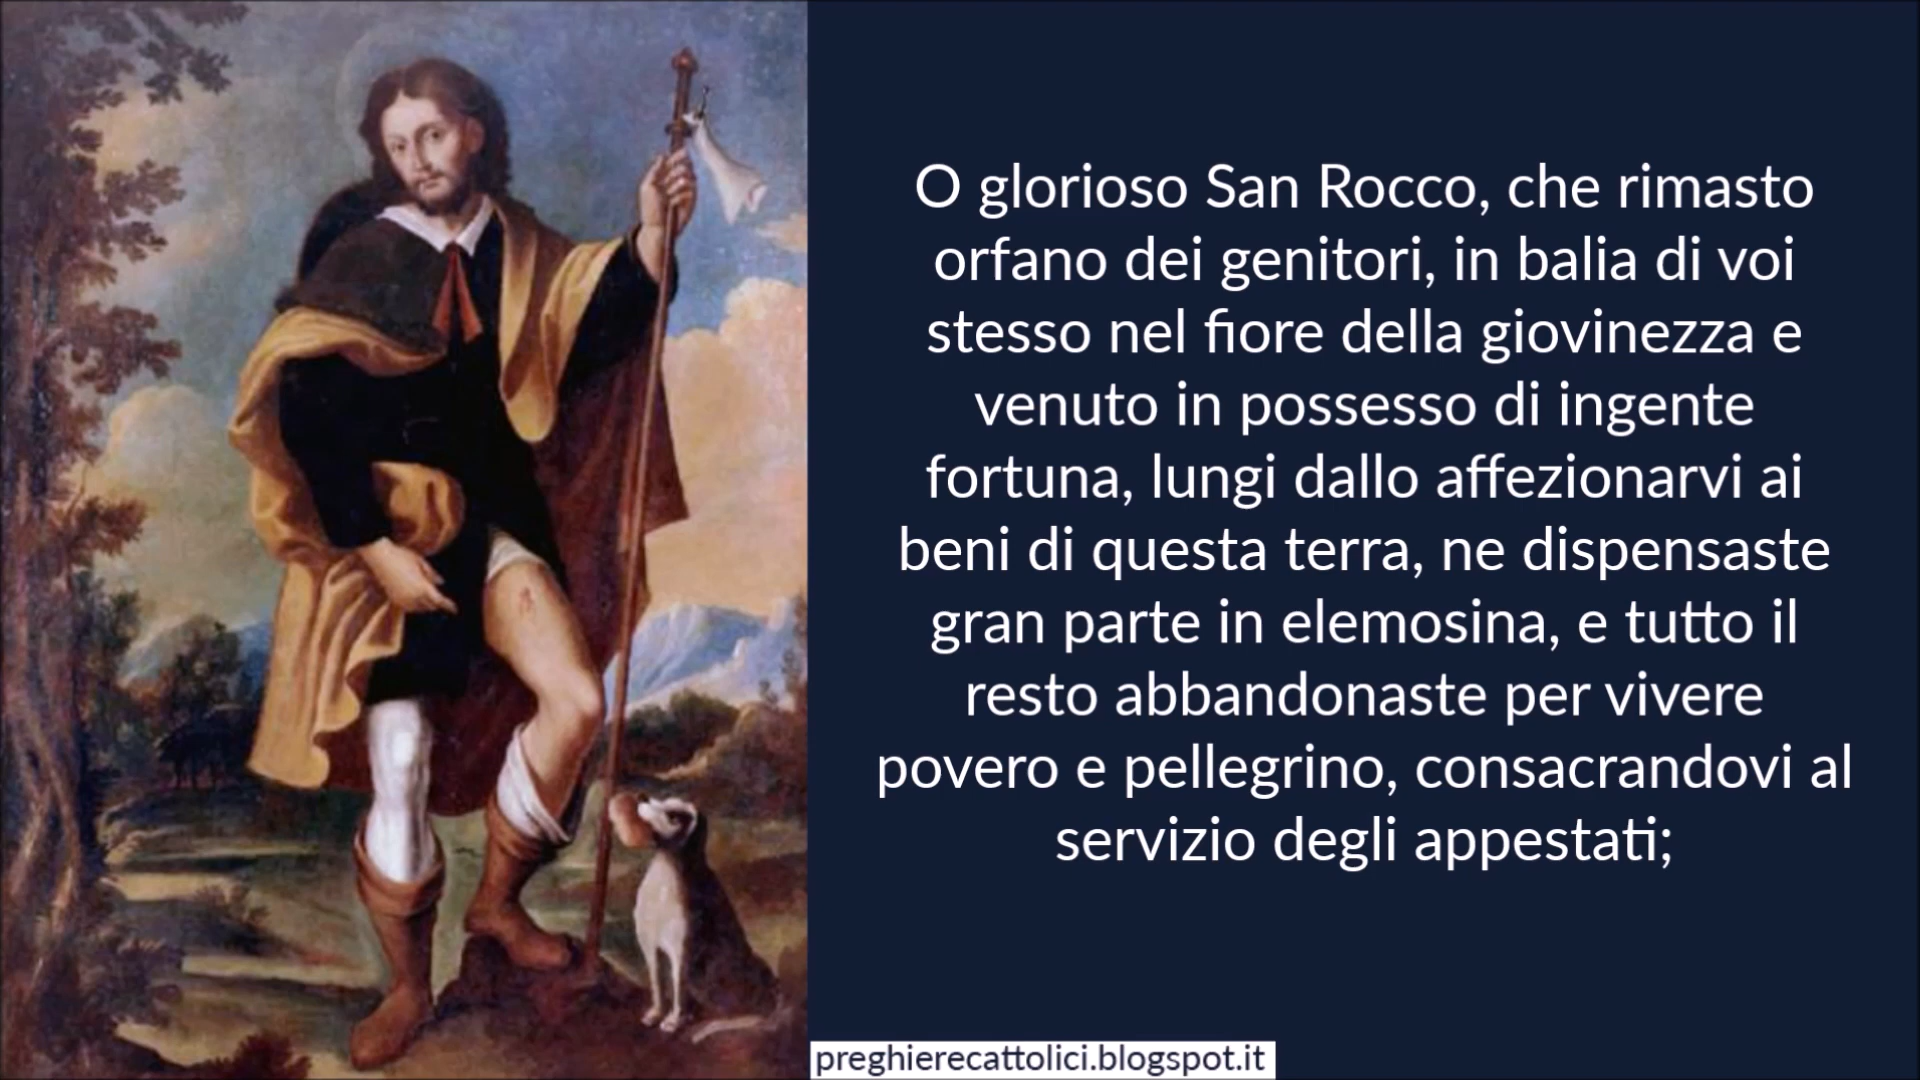 O glorioso San Rocco, che rimasto
orfano dei genitori, in balia di voi
stesso nel fiore della giovinezza e
venuto in possesso di ingente
fortuna, lungi dallo affezionarvi ai
beni di questa terra, ne dispensaste
gran parte in elemosina, e tutto il
resto abbandonaste per vivere
povero e pellegrino, consacrandovi al
servizio degli appestati;
preghierecattolici.blogspot.it